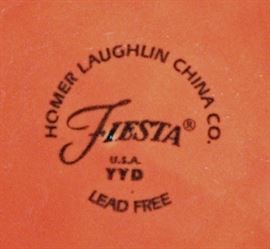 HOMER LAUGHLIN CHINA CO.
FIESTA®
U.S.A.
YYD
LEAD FREE